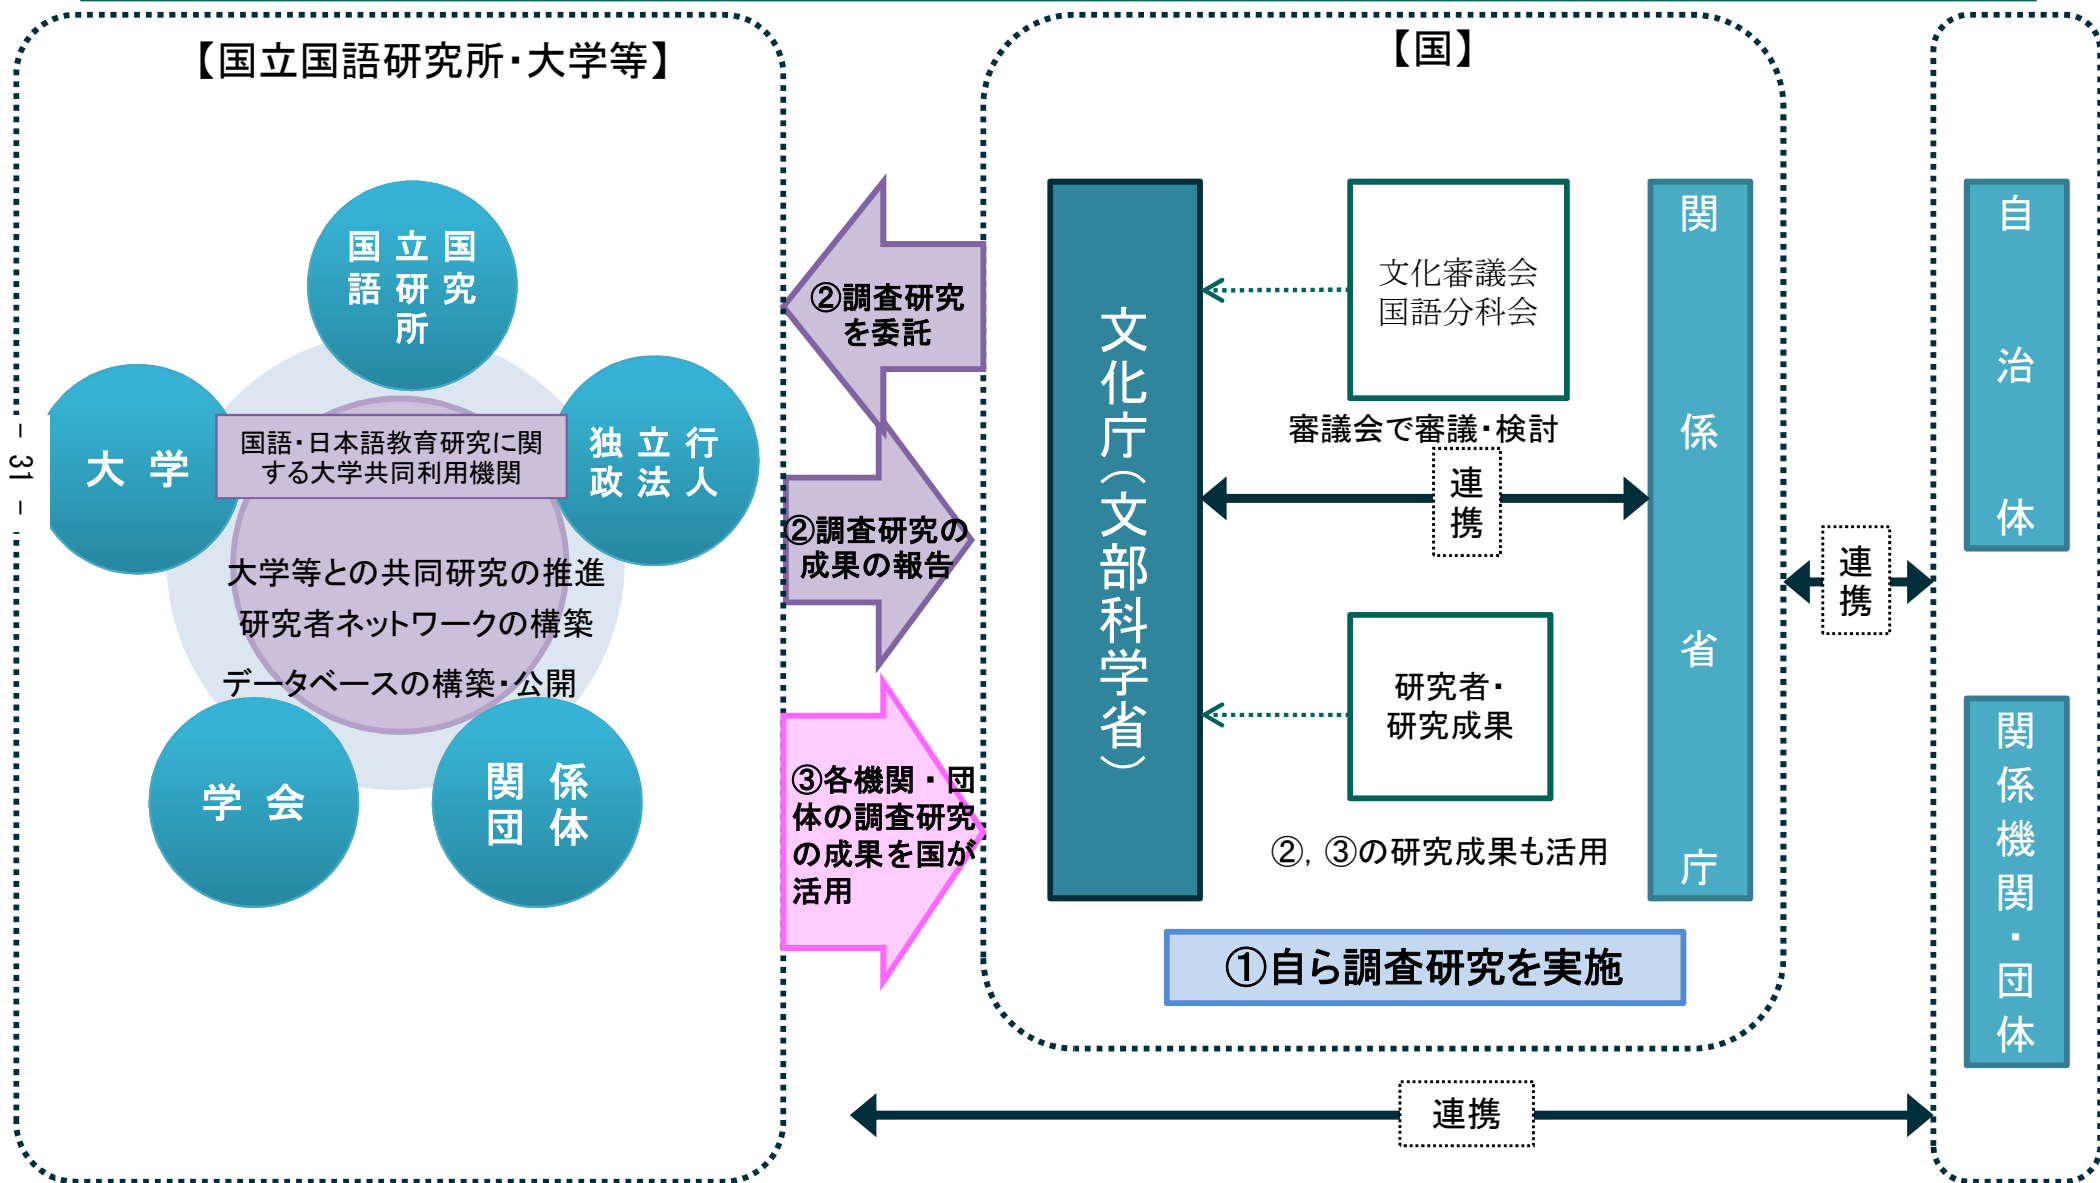 【国立国語研究所・大学等】
国立国
語研究
所
大学
国語・日本語教育研究に関
する大学共同利用機関
独立行
政法人
大学等との共同研究の推進
研究者ネットワークの構築
データベースの構築・公開
学会
関係
団体
- 31 -
②調査研究
を委託
②調査研究の
成果の報告
③各機関・団
体の調査研究
の成果を国が
活用
【国】
文化庁（文部科学省）
文化審議会
国語分科会
審議会で審議・検討
連
携
研究者・
研究成果
②，③の研究成果も活用
関係省庁
①自ら調査研究を実施
連
携
自治体
関係機関・団体
連携